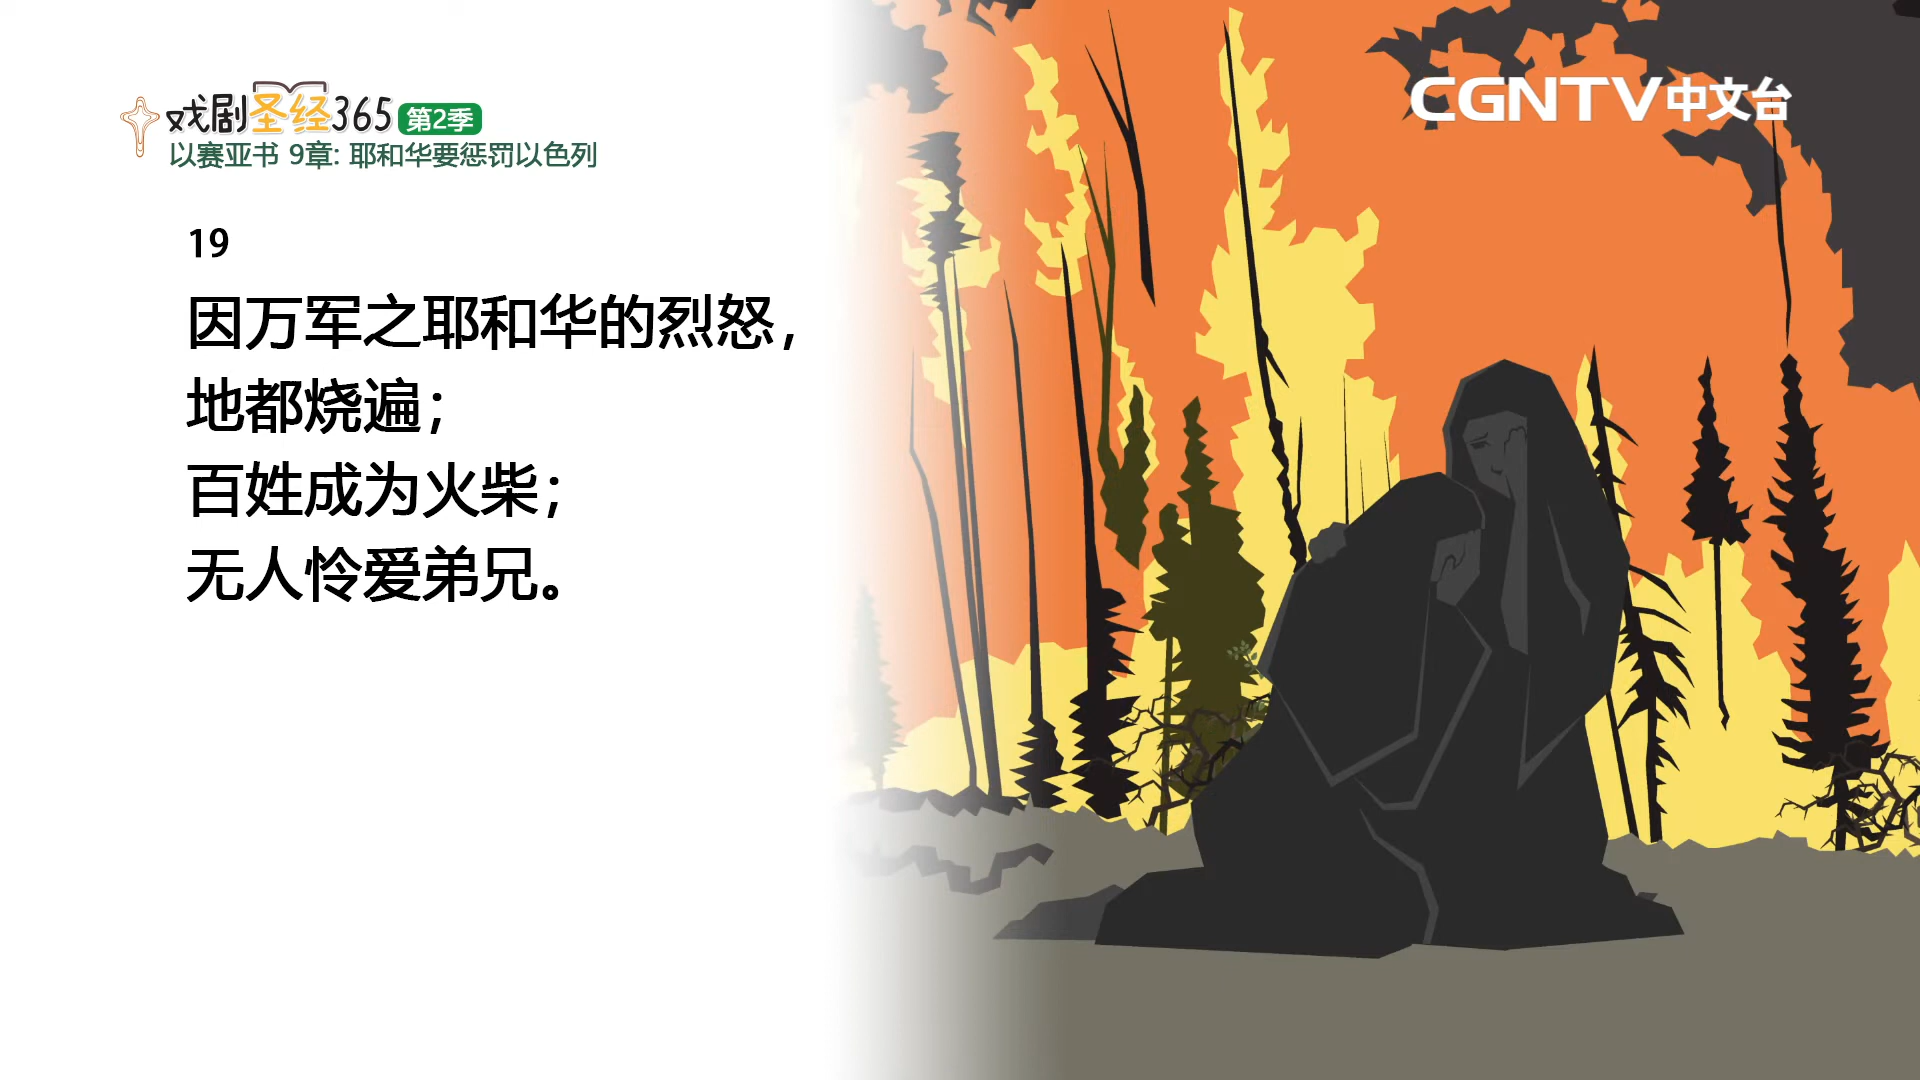 戏剧圣经365 第2季
CGNTV中文台
以赛亚书 9章: 耶和华要惩罚以色列
19
因万军之耶和华的烈怒，
地都烧遍；
百姓成为火柴；
无人怜爱弟兄。